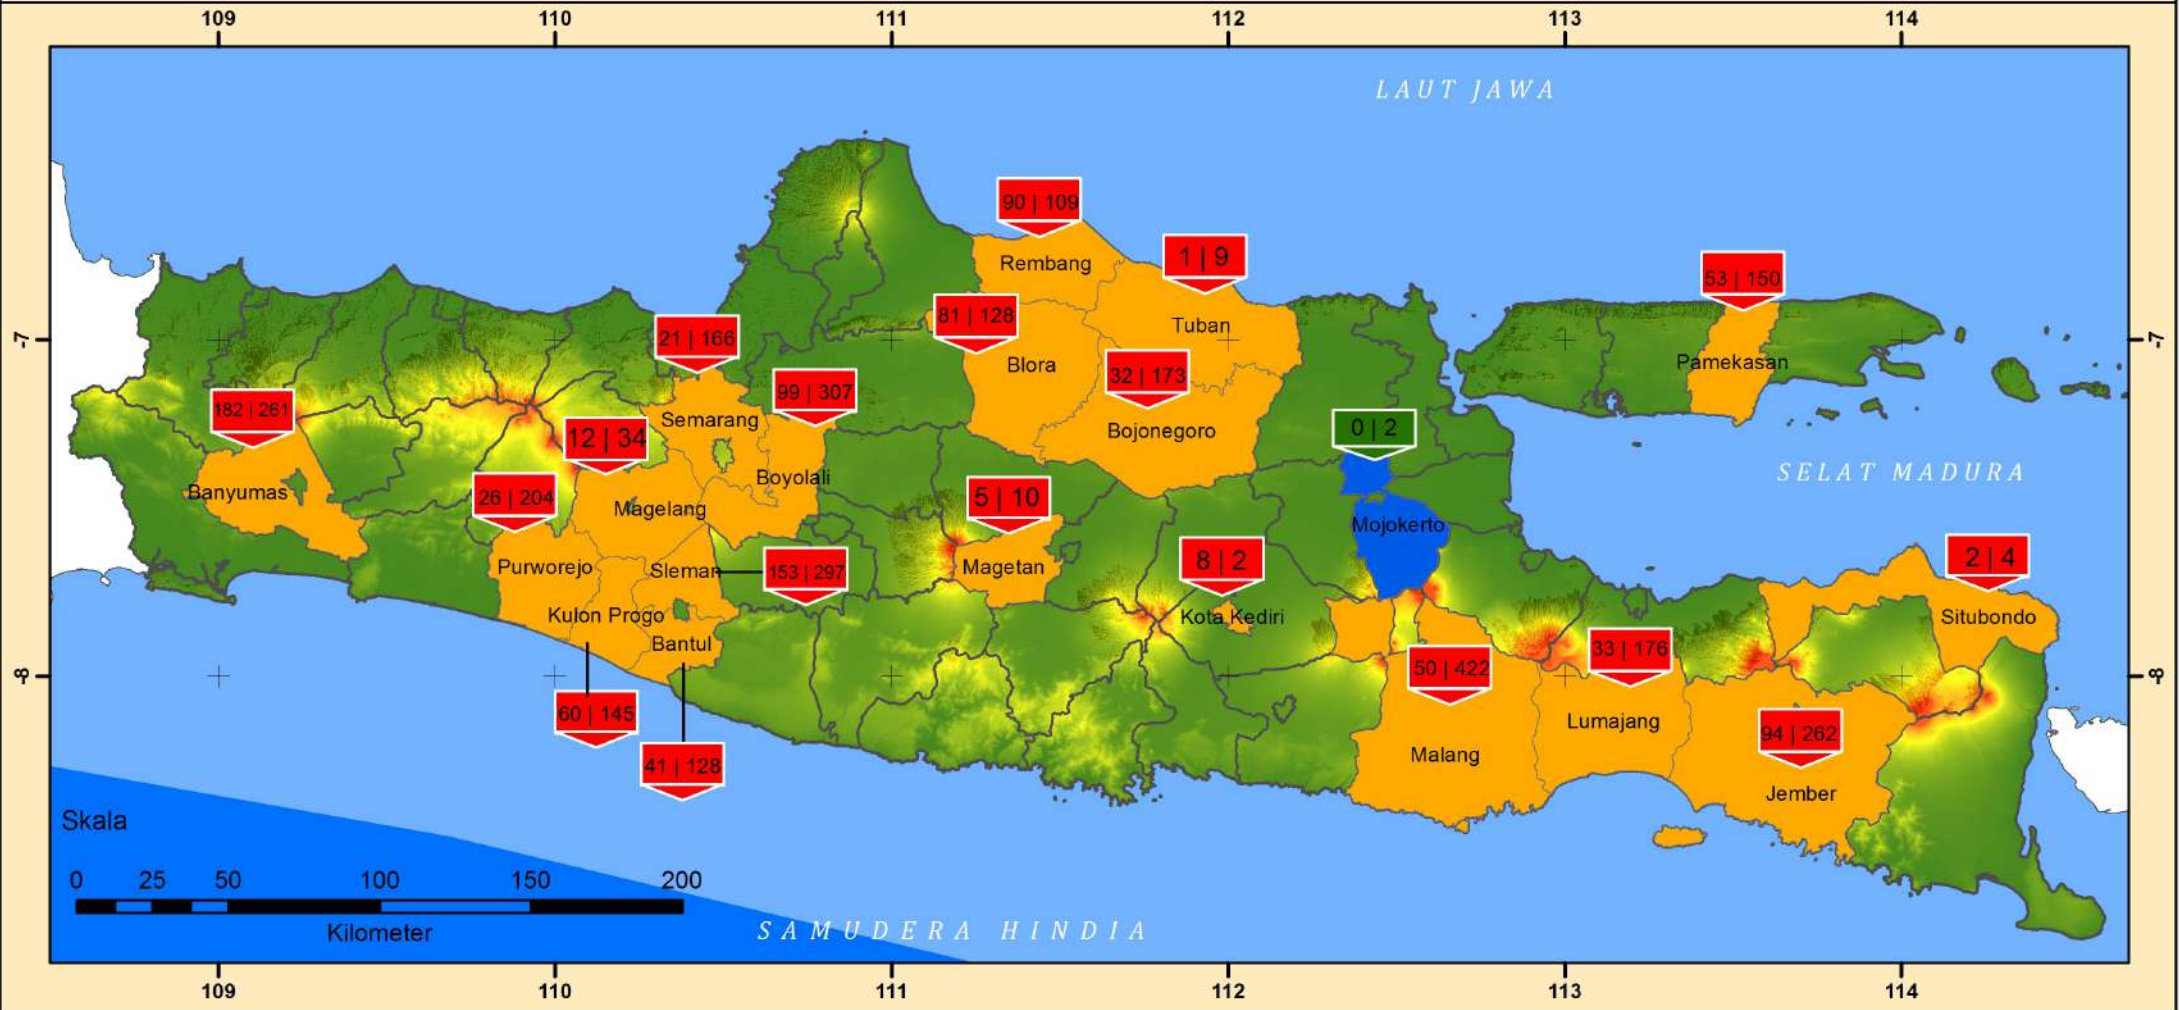 109 110 111 112 113 114
LAUT JAWA
90 | 109
Rembang
1 | 9
53 | 150
81 | 128
Tuban
-7
21 | 166
-7
Blora
32 | 173
Pamekasan
99 | 307
182 | 261
Semarang
12 | 34
Bojonegoro
0 | 2
SELAT MADURA
Boyolali
Banyumas
26 | 204
5 | 10
Magelang
Mojokerto
Purworejo
Sleman
153 | 297
Magetan
8 | 2
2 | 4
Kulon Progo
Kota Kediri
Situbondo
Bantul
33 | 176
-8
50 | 422
-8
60 | 145
Lumajang
94 | 262
41 | 128
Malang
Jember
Skala
0 25 50 100 150 200
Kilometer
SAMUDERA HINDIA
109 110 111 112 113 114